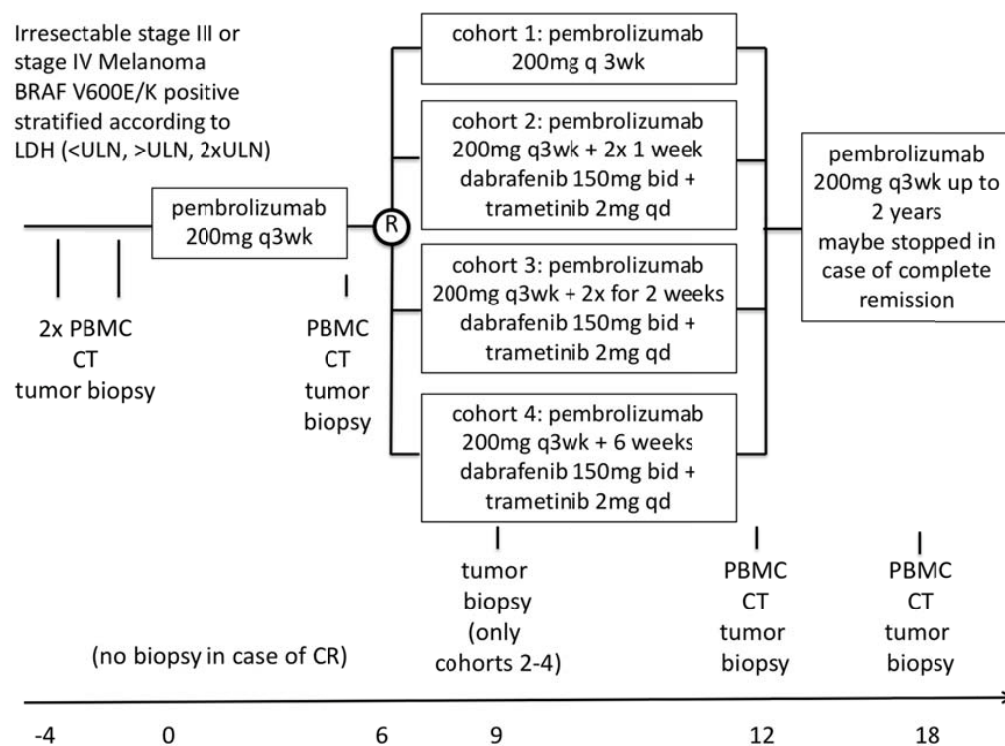 Irresectable stage III or
stage IV Melanoma
BRAF V600E/K positive
stratified according to
LDH (<ULN, >ULN, 2xULN)
pembrolizumab
200mg q3wk
R
cohort 1: pembrolizumab
200mg q 3wk
cohort 2: pembrolizumab
200mg q3wk + 2x 1 week
dabrafenib 150mg bid +
trametinib 2mg qd
cohort 3: pembrolizumab
200mg q3wk + 2x for 2 weeks
dabrafenib 150mg bid +
trametinib 2mg qd
cohort 4: pembrolizumab
200mg q3wk + 6 weeks
dabrafenib 150mg bid +
trametinib 2mg qd
pembrolizumab
200mg q3wk up to
2 years
maybe stopped in
case of complete
remission
2x PBMC
CT
tumor biopsy
PBMC
CT
tumor
biopsy
tumor
biopsy
(only
cohorts 2-4)
PBMC
CT
tumor
biopsy
PBMC
CT
tumor
biopsy
(no biopsy in case of CR)
-4 0 6 9 12 18